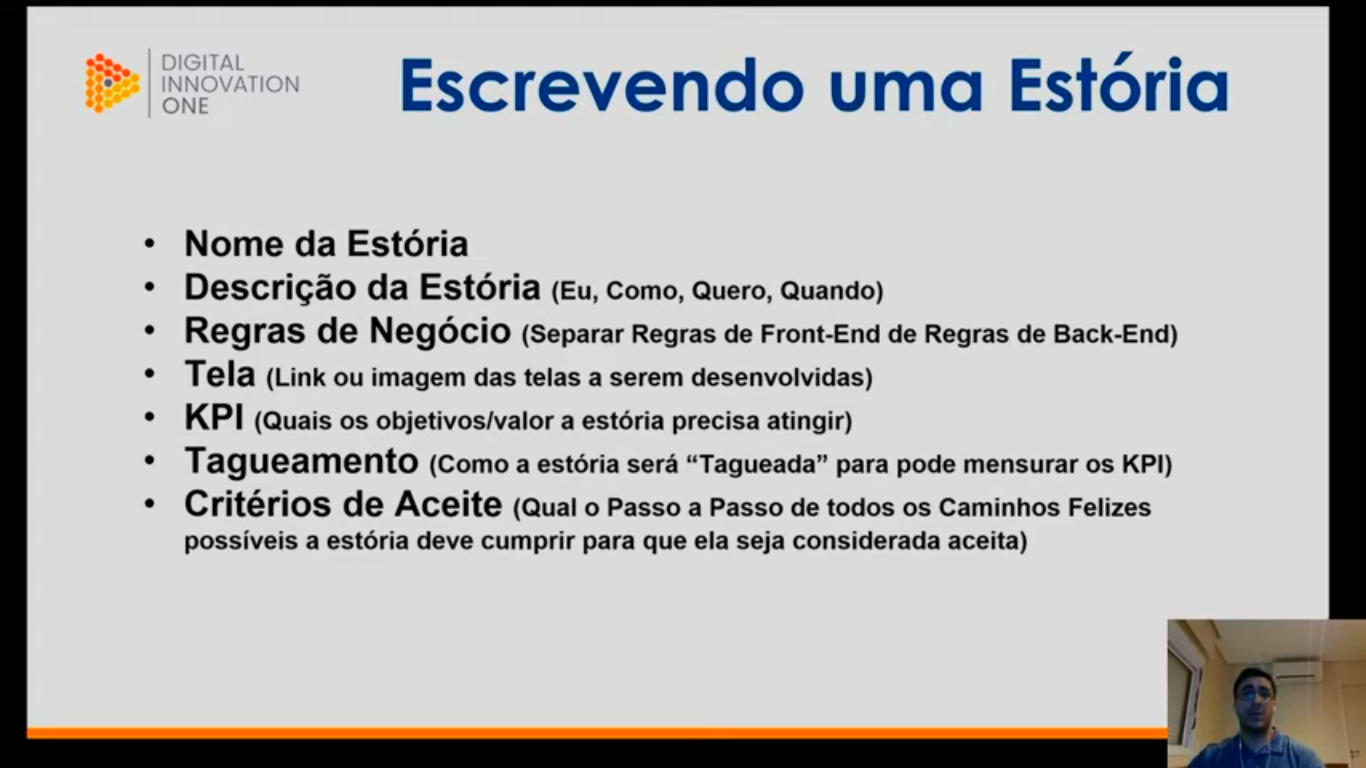 DIGITAL
INNOVATION
ONE
Escrevendo uma Estória
• Nome da Estória
• Descrição da Estória (Eu, Como, Quero, Quando)
• Regras de Negócio (Separar Regras de Front-End de Regras de Back-End)
• Tela (Link ou imagem das telas a serem desenvolvidas)
• KPI (Quais os objetivos/valor a estória precisa atingir)
• Tagueamento (Como a estória será “Tagueada” para pode mensurar os KPI)
• Critérios de Aceite (Qual o Passo a Passo de todos os Caminhos Felizes
possíveis a estória deve cumprir para que ela seja considerada aceita)